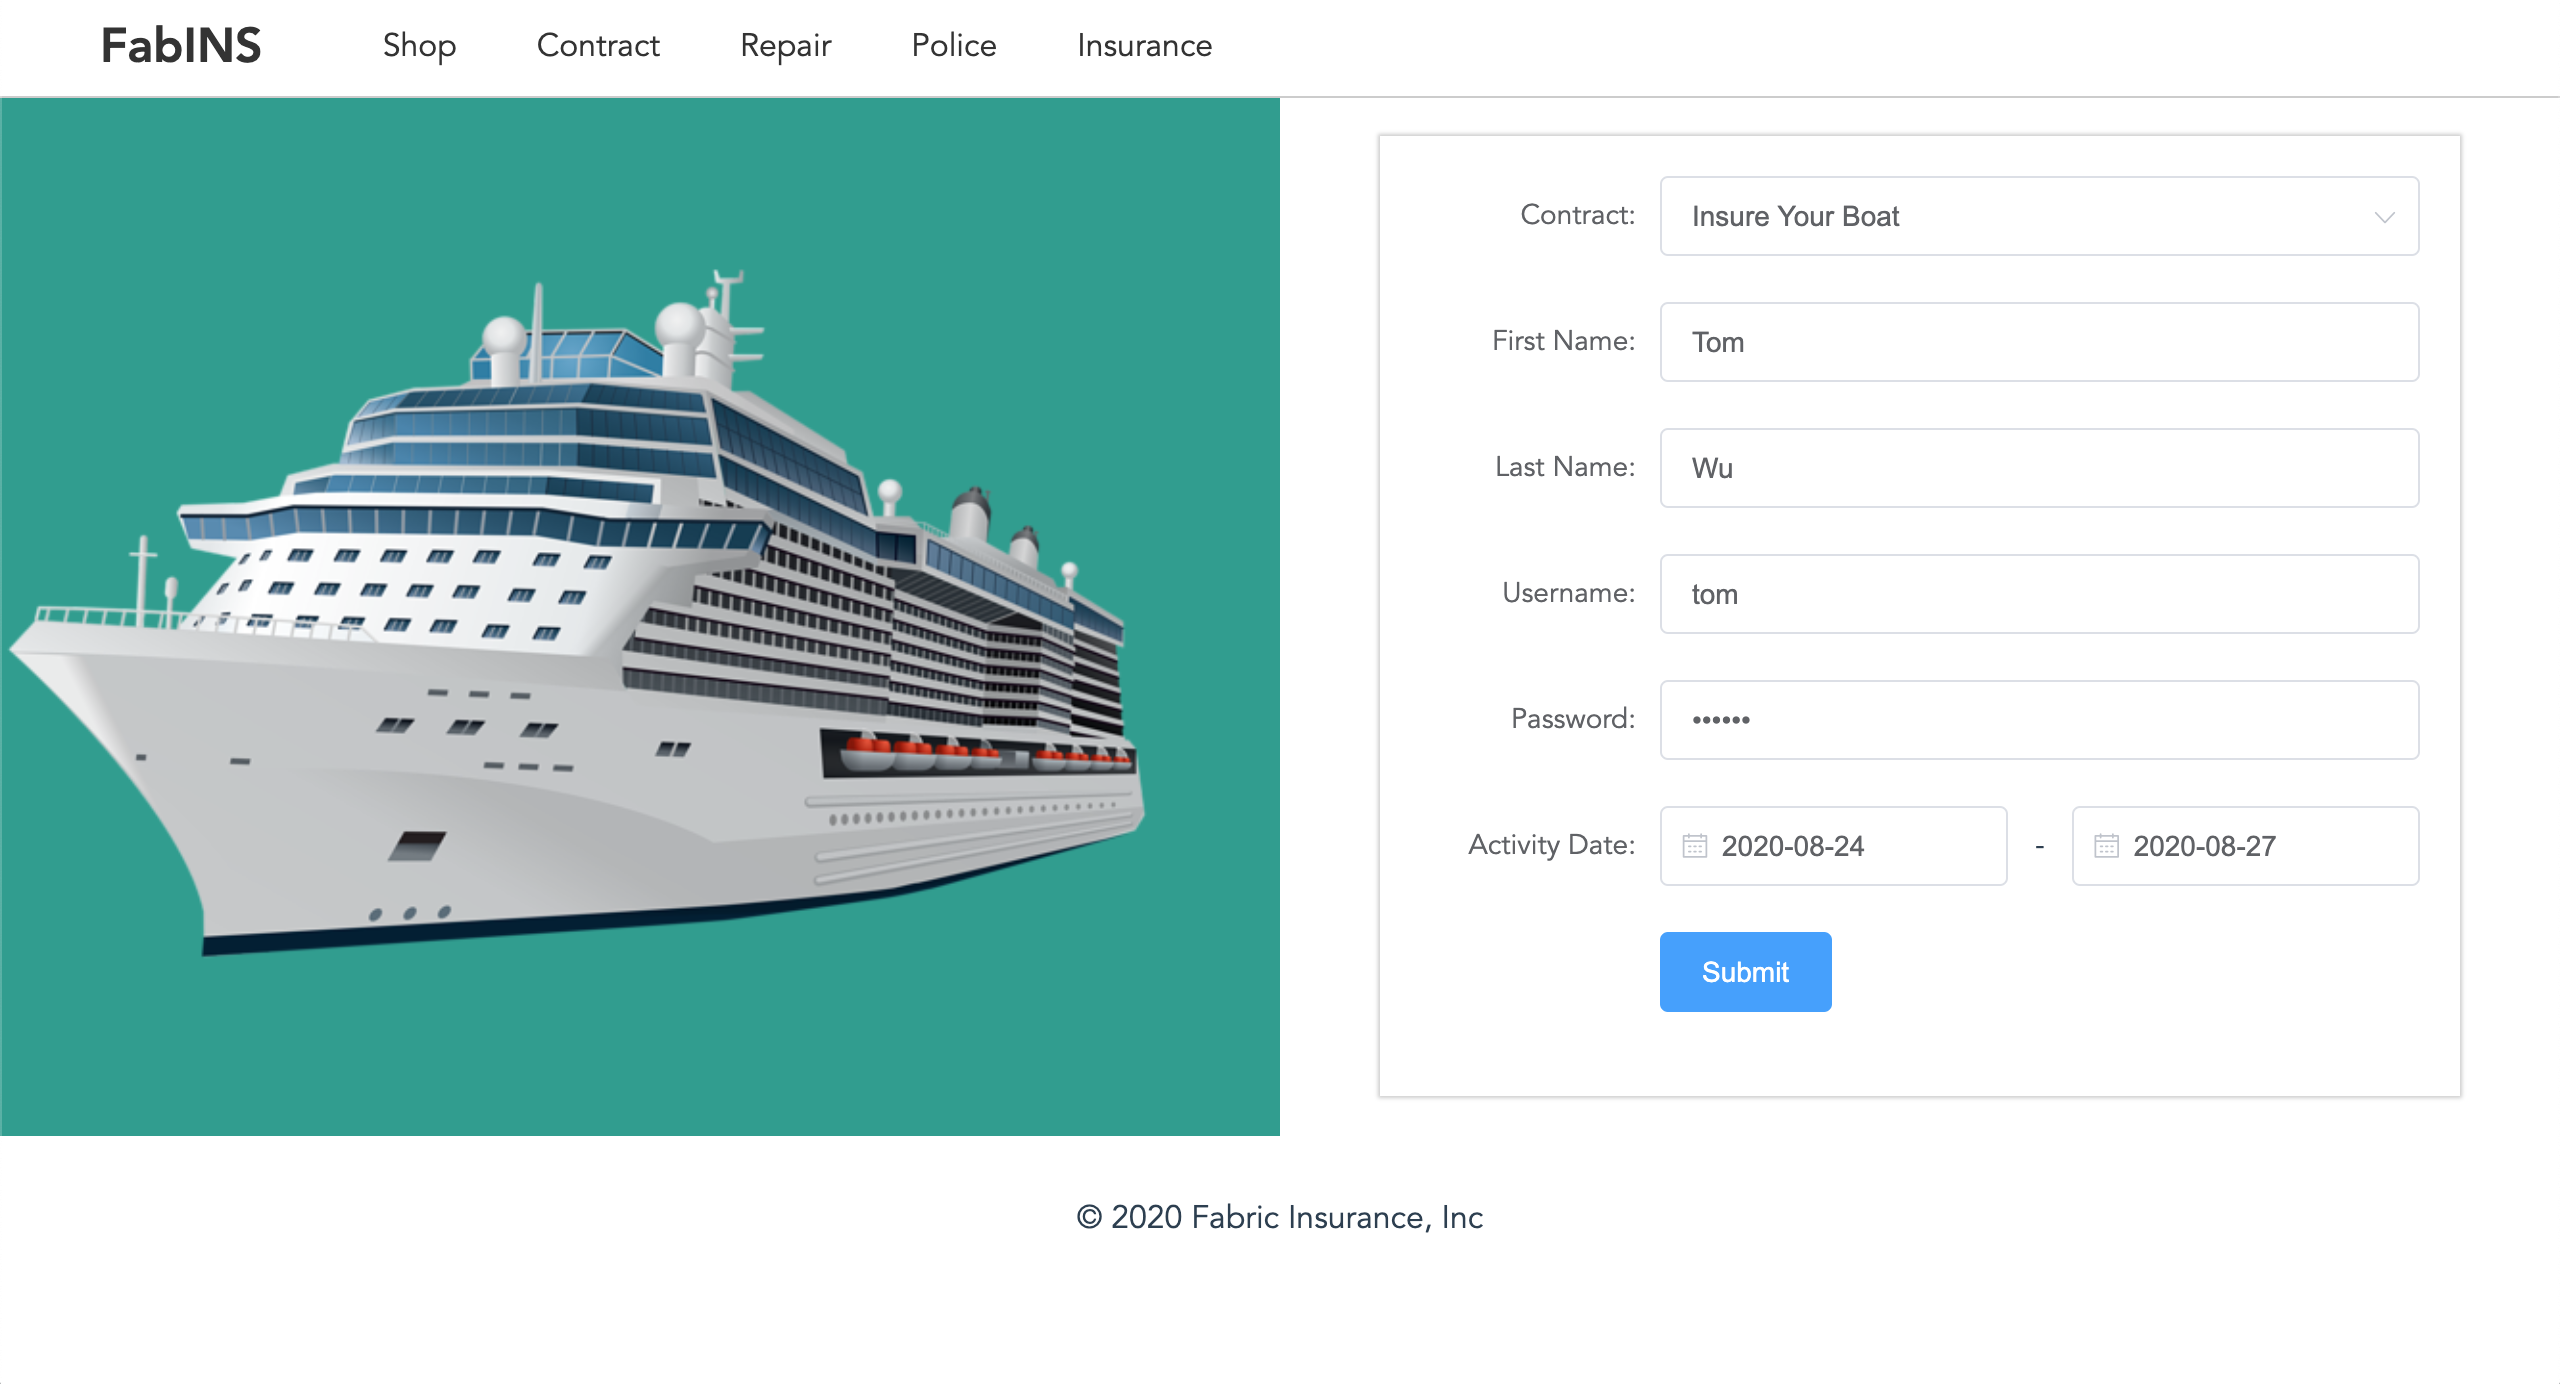 FabINS Shop Contract Repair Police Insurance
Contract: Insure Your Boat
First Name: Tom
Last Name: Wu
Username: tom
Password: ••••••
Activity Date: 2020-08-24 - 2020-08-27
Submit
© 2020 Fabric Insurance, Inc